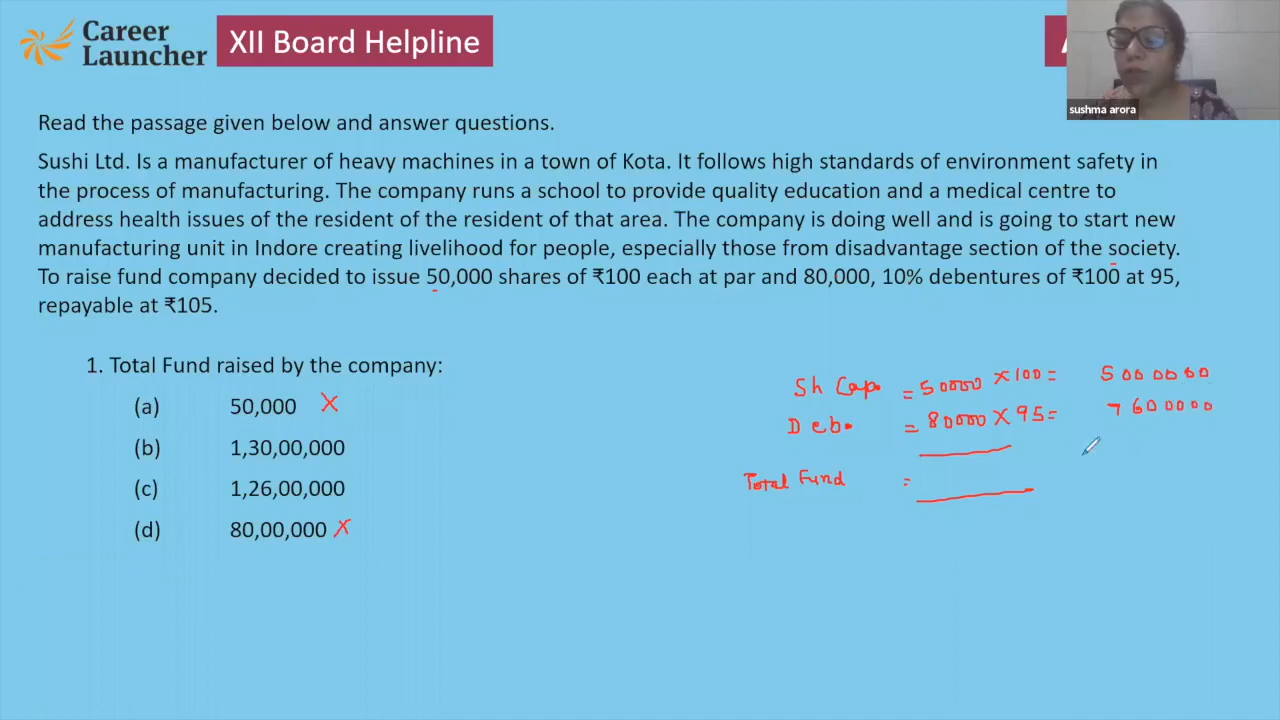 Career
Launcher
XII Board Helpline
A
sushma arora
Read the passage given below and answer questions.
Sushi Ltd. Is a manufacturer of heavy machines in a town of Kota. It follows high standards of environment safety in
the process of manufacturing. The company runs a school to provide quality education and a medical centre to
address health issues of the resident of the resident of that area. The company is doing well and is going to start new
manufacturing unit in Indore creating livelihood for people, especially those from disadvantage section of the society.
To raise fund company decided to issue 50,000 shares of ₹100 each at par and 80,000, 10% debentures of ₹100 at 95,
repayable at ₹105.
1. Total Fund raised by the company:
(a) 50,000 X
(b) 1,30,00,000
(c) 1,26,00,000
(d) 80,00,000 X
Sh Cap = 50000 X 100 = 5000000
Deb. = 80000 X 95 = 7600000
Total Fund =